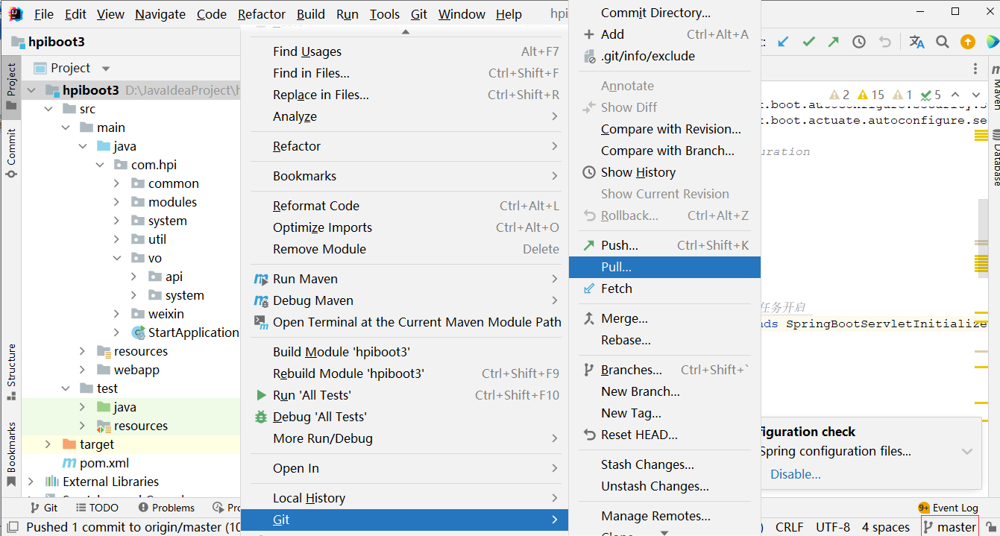 File Edit View Navigate Code Refactor Build Run Tools Git Window Help hpi
hpiboot3
Project
Project D:\JavaIdeaProject\h
hpiboot3 D:\JavaIdeaProject\h
src
main
java
com.hpi
common
modules
system
util
vo
api
system
weixin
StartApplication
resources
webapp
test
java
resources
target
pom.xml
External Libraries
Commit
Structure
Bookmarks
Find Usages Alt+F7
Find in Files... Ctrl+Shift+F
Replace in Files... Ctrl+Shift+R
Analyze
Refactor
Bookmarks
Reformat Code Ctrl+Alt+L
Optimize Imports Ctrl+Alt+O
Remove Module Delete
Run Maven
Debug Maven
Open Terminal at the Current Maven Module Path
Build Module 'hpiboot3'
Rebuild Module 'hpiboot3' Ctrl+Shift+F9
Run 'All Tests' Ctrl+Shift+F10
Debug 'All Tests'
More Run/Debug
Open In
Local History
Git
Commit Directory...
Add Ctrl+Alt+A
.git/info/exclude
Annotate
Show Diff
Compare with Revision...
Compare with Branch...
Show History
Show Current Revision
Rollback... Ctrl+Alt+Z
Push... Ctrl+Shift+K
Pull...
Fetch
Merge...
Rebase...
Branches... Ctrl+Shift+`
New Branch...
New Tag...
Reset HEAD...
Stash Changes...
Unstash Changes...
Manage Remotes...
2 15 1 5
.boot.autoconfigure.security.s
.boot.actuate.autoconfigure.se
uration
任务开启
nds SpringBootServletInitialize
Maven
Database
figuration check
Spring configuration files...
Disable...
Git TODO Problems Pro
9+ Event Log
Pushed 1 commit to origin/master (10
) CRLF UTF-8 4 spaces master